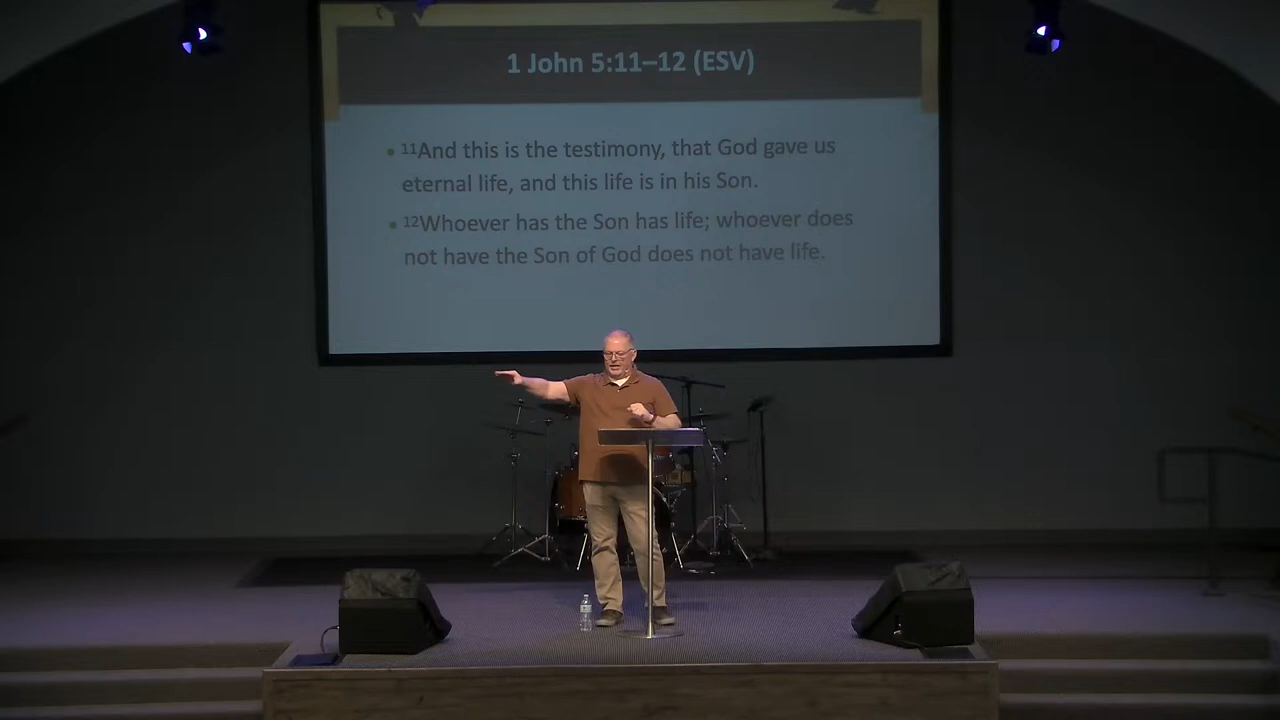 1 John 5:11–12 (ESV)
• ¹¹And this is the testimony, that God gave us
eternal life, and this life is in his Son.
• ¹²Whoever has the Son has life; whoever does
not have the Son of God does not have life.